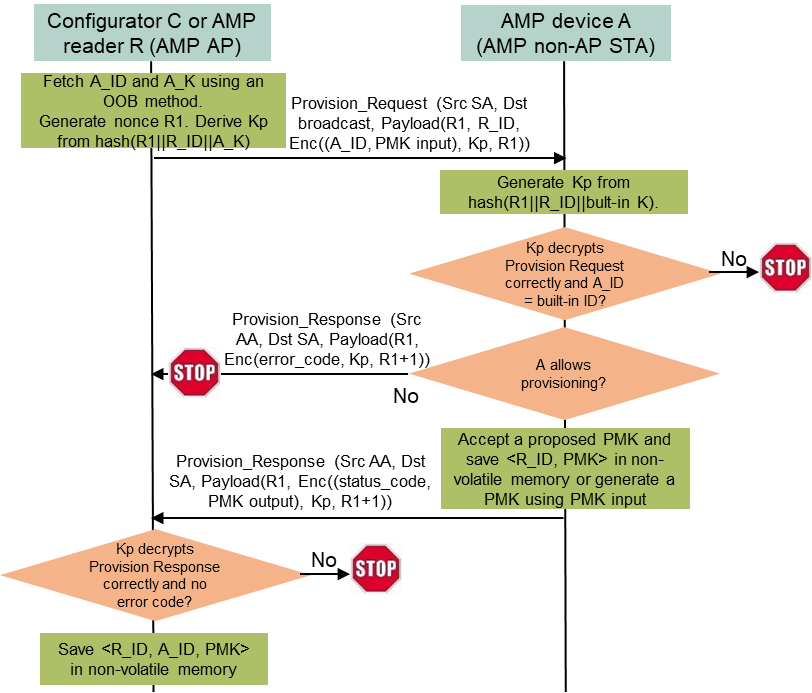 Configurator C or AMP
reader R (AMP AP)
AMP device A
(AMP non-AP STA)
Fetch A_ID and A_K using an
OOB method.
Generate nonce R1. Derive Kp
from hash(R1||R_ID||A_K)
Provision_Request (Src SA, Dst
broadcast, Payload(R1, R_ID,
Enc((A_ID, PMK input), Kp, R1))
Generate Kp from
hash(R1||R_ID||bult-in K).
Kp decrypts
Provision Request
correctly and A_ID
= built-in ID?
No
STOP
Provision_Response (Src
AA, Dst SA, Payload(R1,
Enc(error_code, Kp, R1+1))
STOP
No
A allows
provisioning?
Accept a proposed PMK and
save <R_ID, PMK> in non-
volatile memory or generate a
PMK using PMK input
Provision_Response (Src AA, Dst
SA, Payload(R1, Enc((status_code,
PMK output), Kp, R1+1))
Kp decrypts
Provision Response
correctly and no
error code?
No
STOP
Save <R_ID, A_ID, PMK>
in non-volatile memory